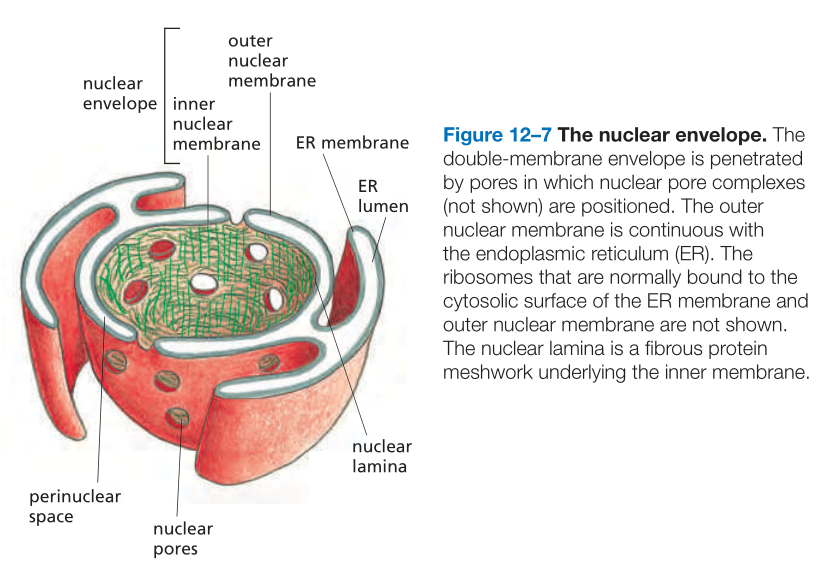 outer
nuclear
membrane
nuclear
envelope
inner
nuclear
membrane
ER membrane
ER
lumen
nuclear
lamina
perinuclear
space
nuclear
pores
Figure 12–7 The nuclear envelope. The
double-membrane envelope is penetrated
by pores in which nuclear pore complexes
(not shown) are positioned. The outer
nuclear membrane is continuous with
the endoplasmic reticulum (ER). The
ribosomes that are normally bound to the
cytosolic surface of the ER membrane and
outer nuclear membrane are not shown.
The nuclear lamina is a fibrous protein
meshwork underlying the inner membrane.